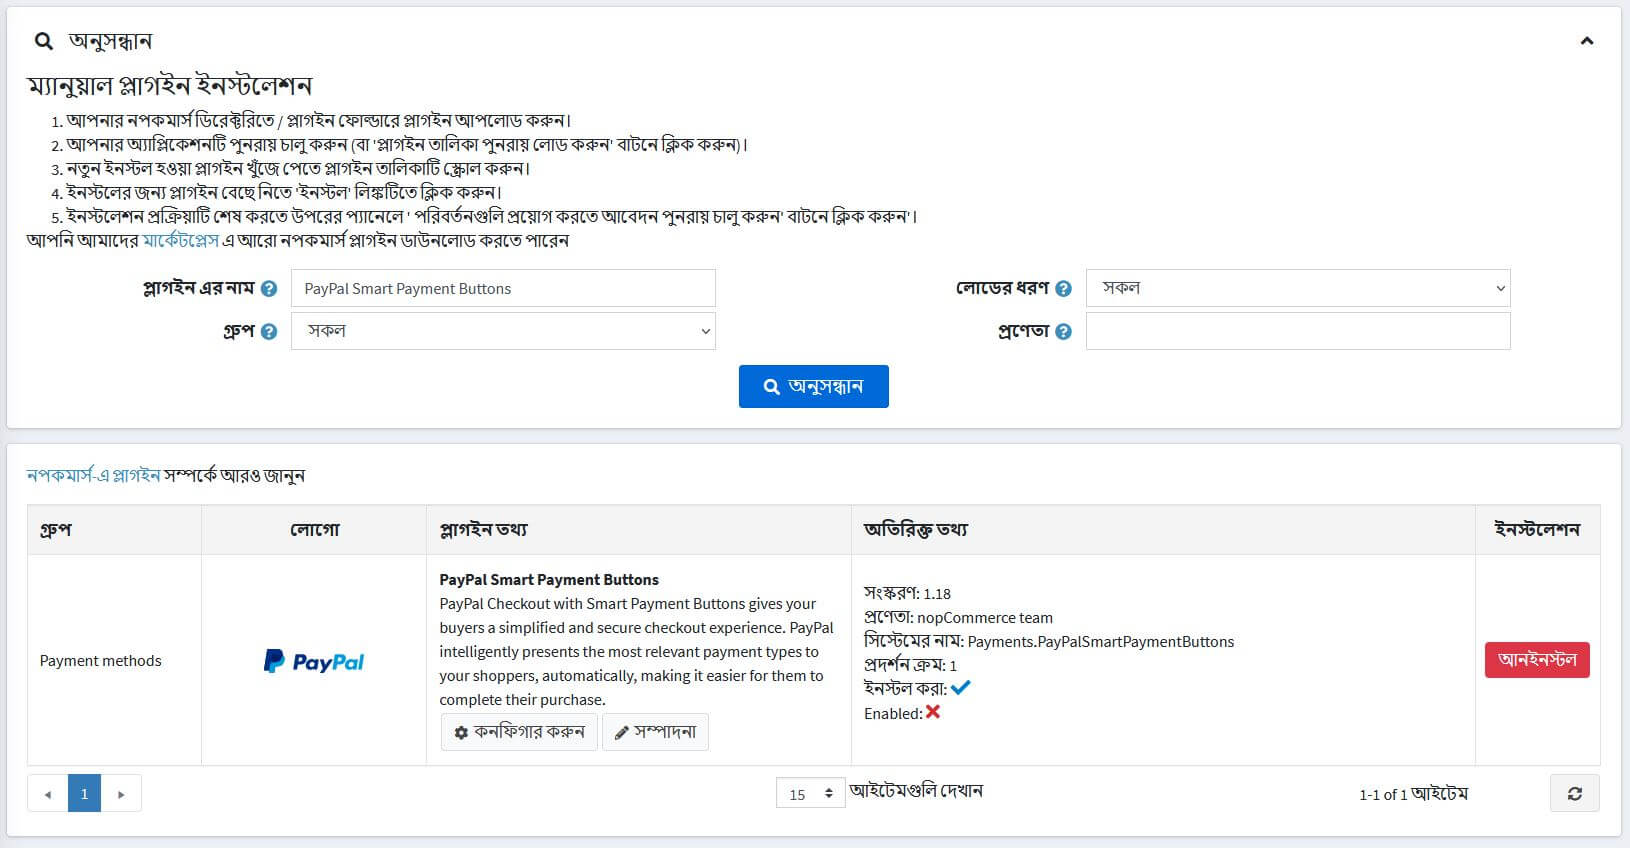 অনুসন্ধান
ম্যানুয়াল প্লাগইন ইনস্টলেশন
1. আপনার নপকমার্স ডিরেক্টরিতে / প্লাগইন ফোল্ডারে প্লাগইন আপলোড করুন।
2. আপনার অ্যাপ্লিকেশনটি পুনরায় চালু করুন (বা 'প্লাগইন তালিকা পুনরায় লোড করুন' বাটনে ক্লিক করুন)।
3. নতুন ইনস্টল হওয়া প্লাগইন খুঁজে পেতে প্লাগইন তালিকাটি স্ক্রোল করুন।
4. ইনস্টলের জন্য প্লাগইন বেছে নিতে 'ইনস্টল' লিঙ্কটিতে ক্লিক করুন।
5. ইনস্টলেশন প্রক্রিয়াটি শেষ করতে উপরের প্যানেলে ' পরিবর্তনগুলি প্রয়োগ করতে আবেদন পুনরায় চালু করুন' বাটনে ক্লিক করুন'।
আপনি আমাদের মার্কেটপ্লেস এ আরো নপকমার্স প্লাগইন ডাউনলোড করতে পারেন
প্লাগইন এর নাম ? PayPal Smart Payment Buttons
লোডের ধরণ ? সকল
গ্রুপ ? সকল
প্রণেতা ?
অনুসন্ধান
নপকমার্স-এ প্লাগইন সম্পর্কে আরও জানুন
গ্রুপ লোগো প্লাগইন তথ্য অতিরিক্ত তথ্য ইনস্টলেশন
Payment methods
PayPal
PayPal Smart Payment Buttons
PayPal Checkout with Smart Payment Buttons gives your
buyers a simplified and secure checkout experience. PayPal
intelligently presents the most relevant payment types to
your shoppers, automatically, making it easier for them to
complete their purchase.
কনফিগার করুন সম্পাদনা
সংস্করণ: 1.18
প্রণেতা: nopCommerce team
সিস্টেমের নাম: Payments.PayPalSmartPaymentButtons
প্রদর্শন ক্রম: 1
ইনস্টল করা:
Enabled:
আনইনস্টল
1
15 আইটেমগুলি দেখান
1-1 of 1 আইটেম